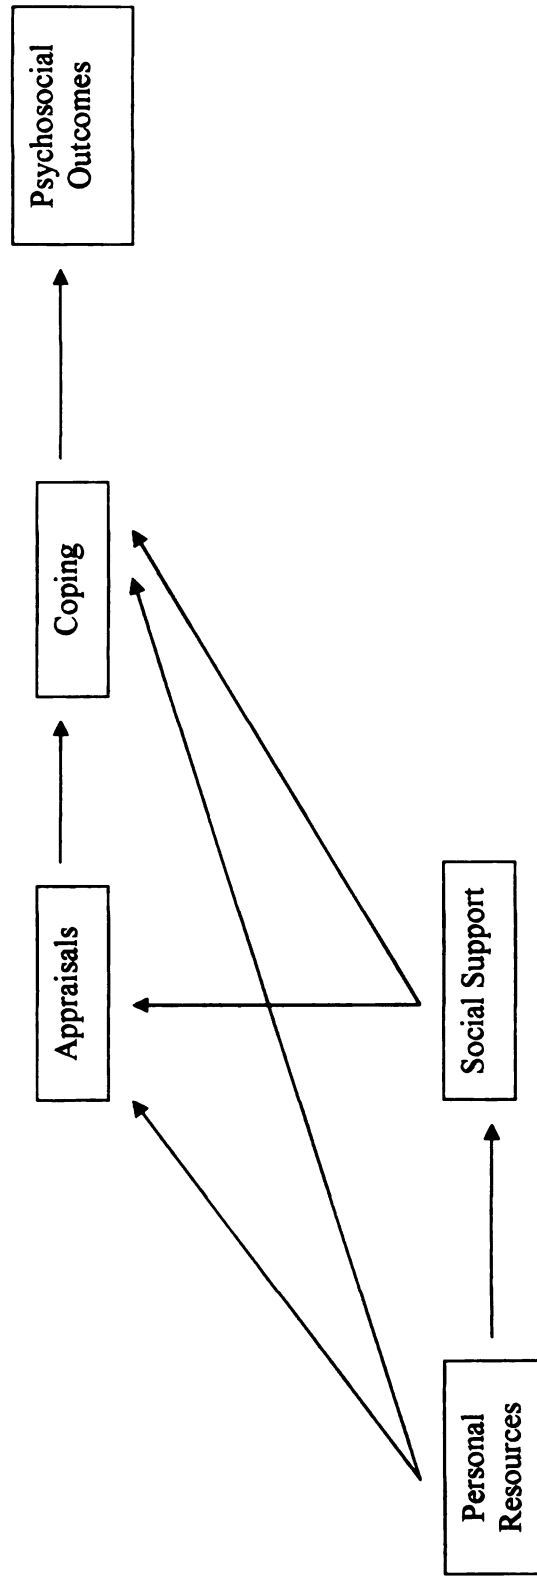 Personal
Resources
Social Support
Appraisals
Coping
Psychosocial
Outcomes